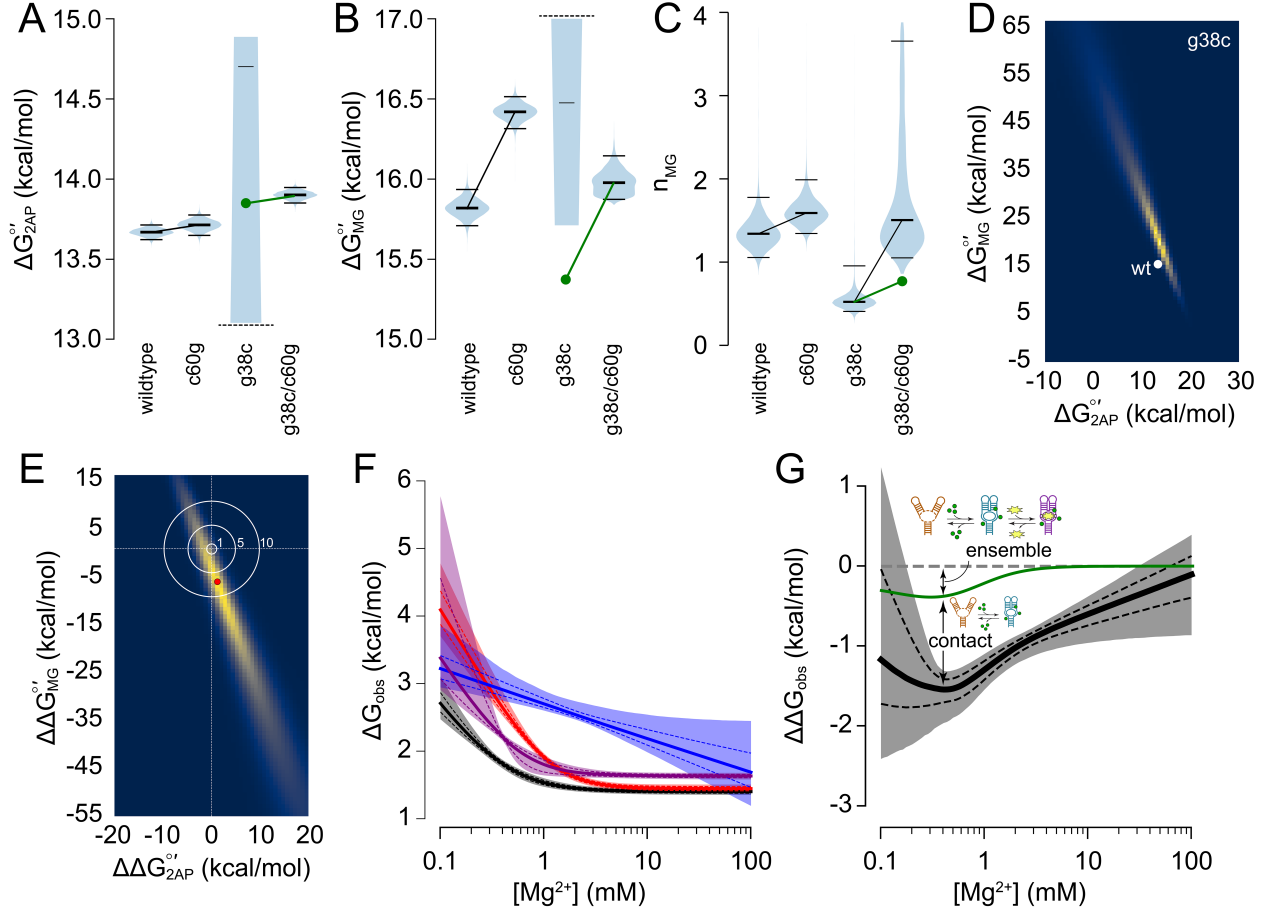 A
ΔG°′2AP (kcal/mol)
15.0
14.5
14.0
13.5
13.0
wildtype
c60g
g38c
g38c/c60g
B
ΔG°′MG (kcal/mol)
17.0
16.5
16.0
15.5
15.0
wildtype
c60g
g38c
g38c/c60g
C
nMG
4
3
2
1
0
wildtype
c60g
g38c
g38c/c60g
D
ΔG°′MG (kcal/mol)
65
55
45
35
25
15
5
-5
g38c
wt
-10 0 10 20 30
ΔG°′2AP (kcal/mol)
E
ΔΔG°′MG (kcal/mol)
15
5
-5
-15
-25
-35
-45
-55
1 5 10
-20 -10 0 10 20
ΔΔG°′2AP (kcal/mol)
F
ΔGobs (kcal/mol)
6
5
4
3
2
1
0.1 1 10 100
[Mg2+] (mM)
G
ΔΔGobs (kcal/mol)
1
0
-1
-2
-3
ensemble
contact
0.1 1 10 100
[Mg2+] (mM)